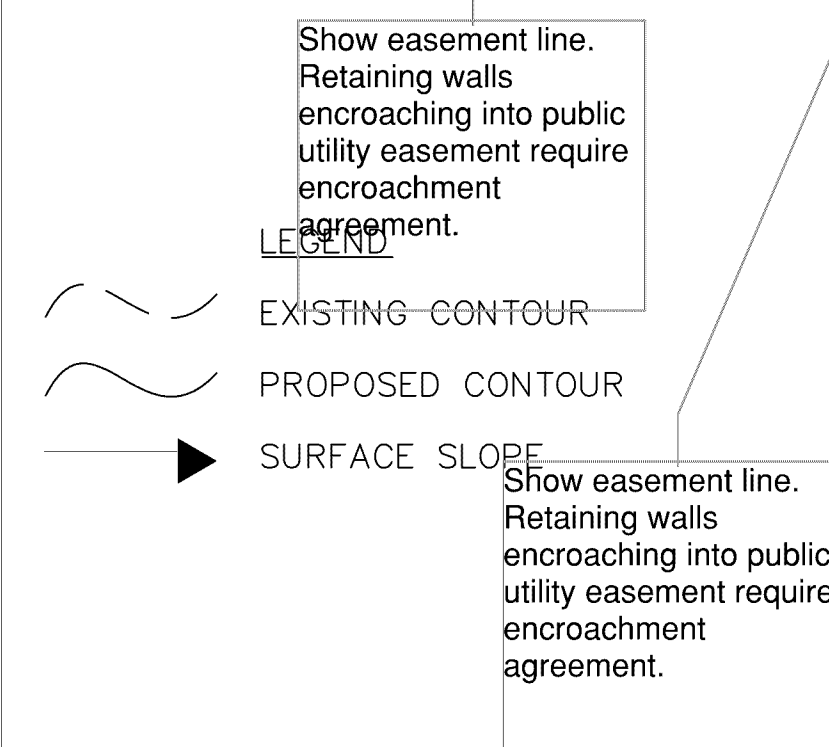 Show easement line.
Retaining walls
encroaching into public
utility easement require
encroachment
agreement.
LEGEND
EXISTING CONTOUR
PROPOSED CONTOUR
SURFACE SLOPE
Show easement line.
Retaining walls
encroaching into public
utility easement require
encroachment
agreement.